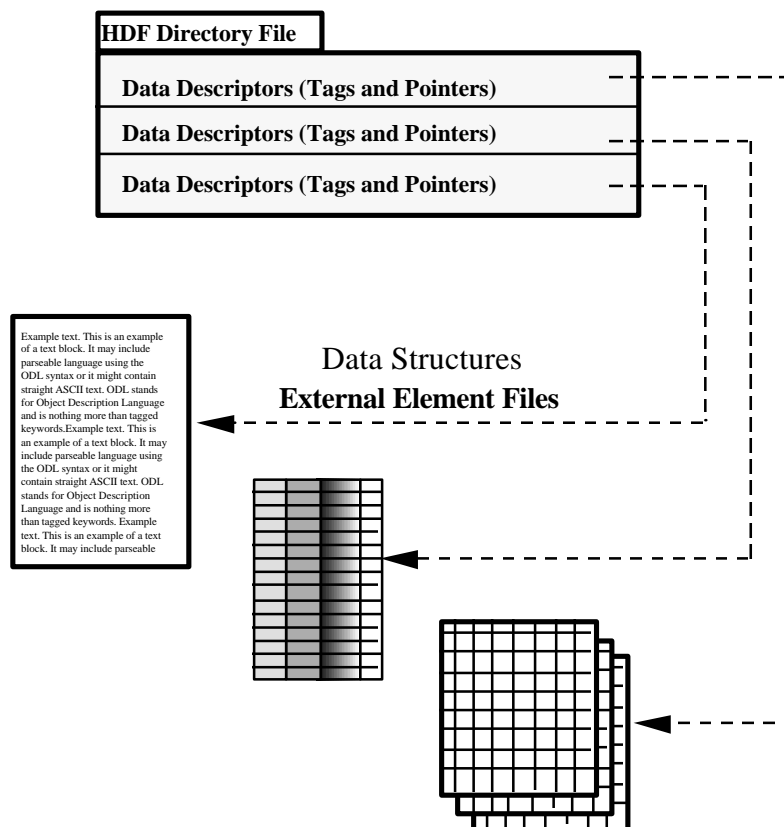 HDF Directory File
Data Descriptors (Tags and Pointers)
Data Descriptors (Tags and Pointers)
Data Descriptors (Tags and Pointers)
Example text. This is an example
of a text block. It may include
parseable language using the
ODL syntax or it might contain
straight ASCII text. ODL stands
for Object Description Language
and is nothing more than tagged
keywords.Example text. This is
an example of a text block. It may
include parseable language using
the ODL syntax or it might
contain straight ASCII text. ODL
stands for Object Description
Language and is nothing more
than tagged keywords. Example
text. This is an example of a text
block. It may include parseable
Data Structures
External Element Files